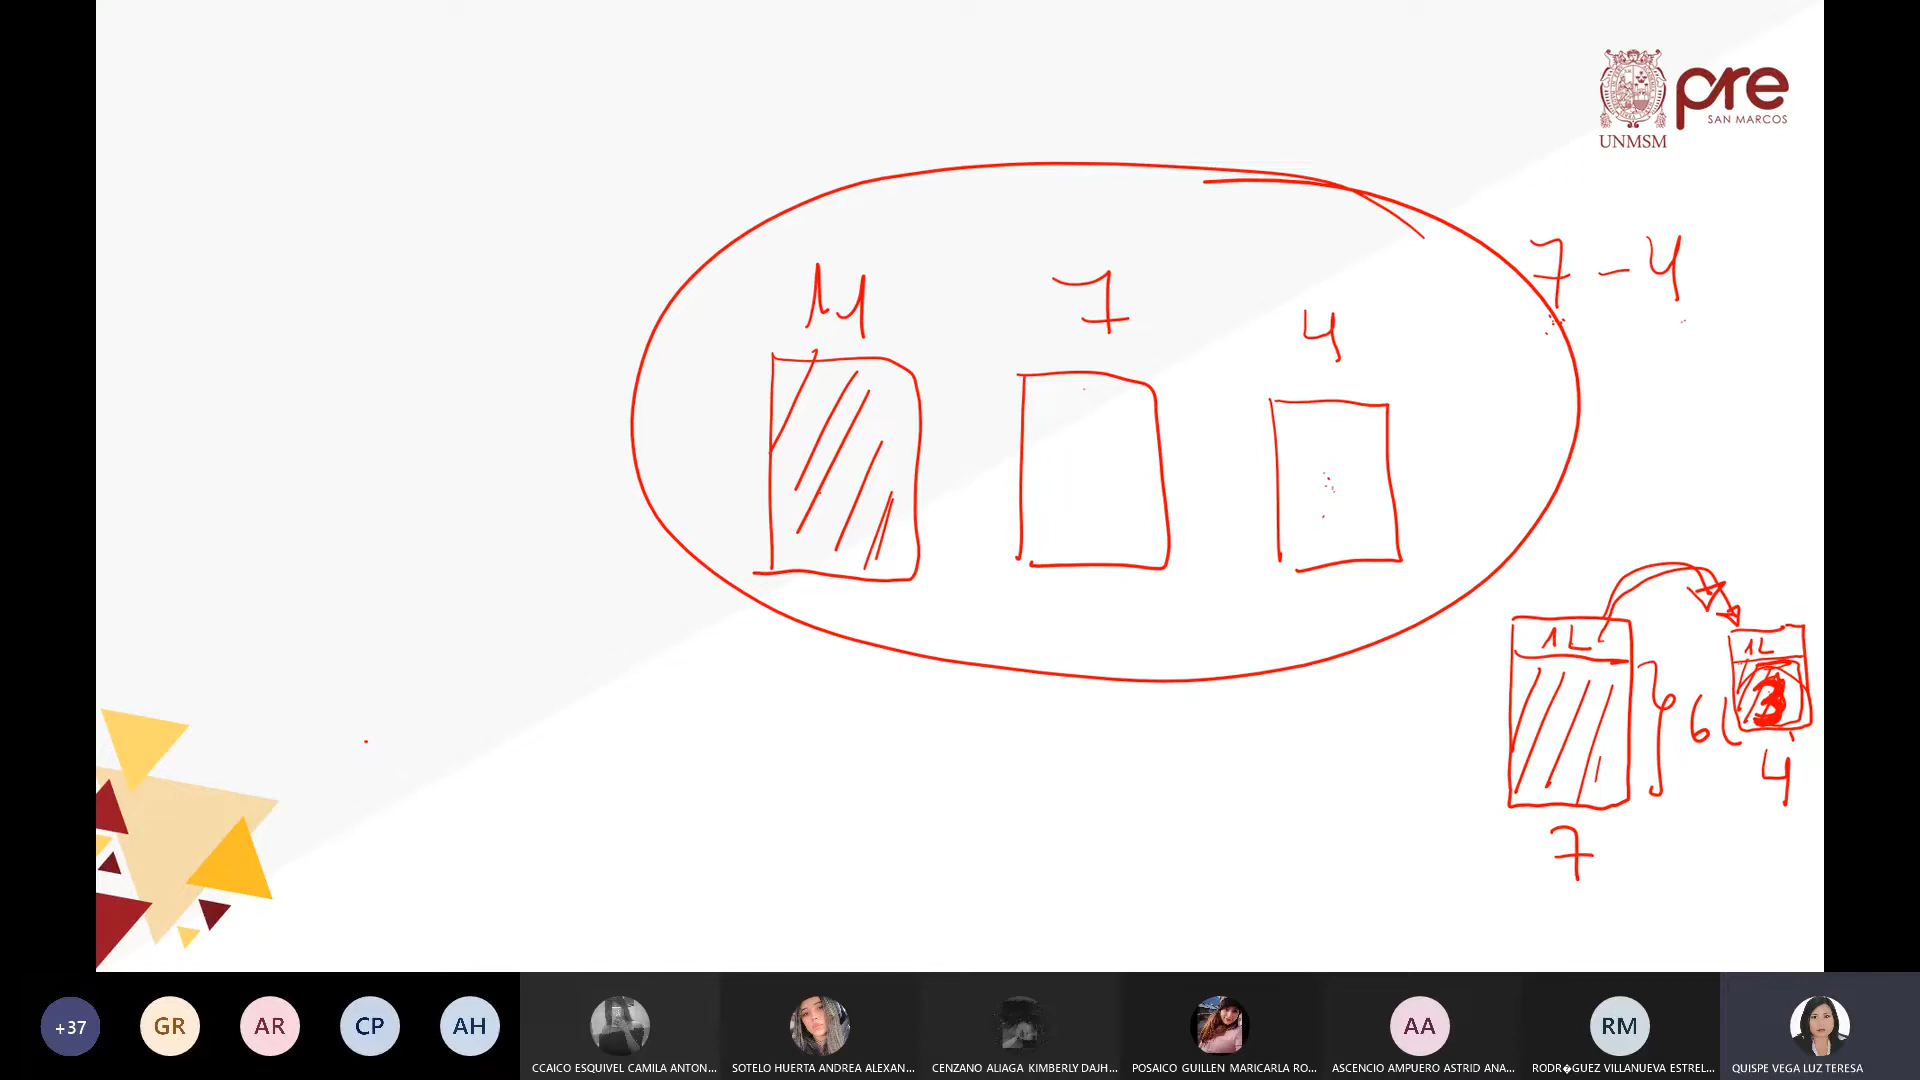 pre
SAN MARCOS
UNMSM
11
7
4
7 - 4
1L
1L
3
6
4
7
+37
GR
AR
CP
AH
AA
RM
CCAICO ESQUIVEL CAMILA ANTON...
SOTELO HUERTA ANDREA ALEXAN...
CENZANO ALIAGA KIMBERLY DAJH...
POSAICO GUILLEN MARICARLA RO...
ASCENCIO AMPUERO ASTRID ANA...
RODR�GUEZ VILLANUEVA ESTREL...
QUISPE VEGA LUZ TERESA